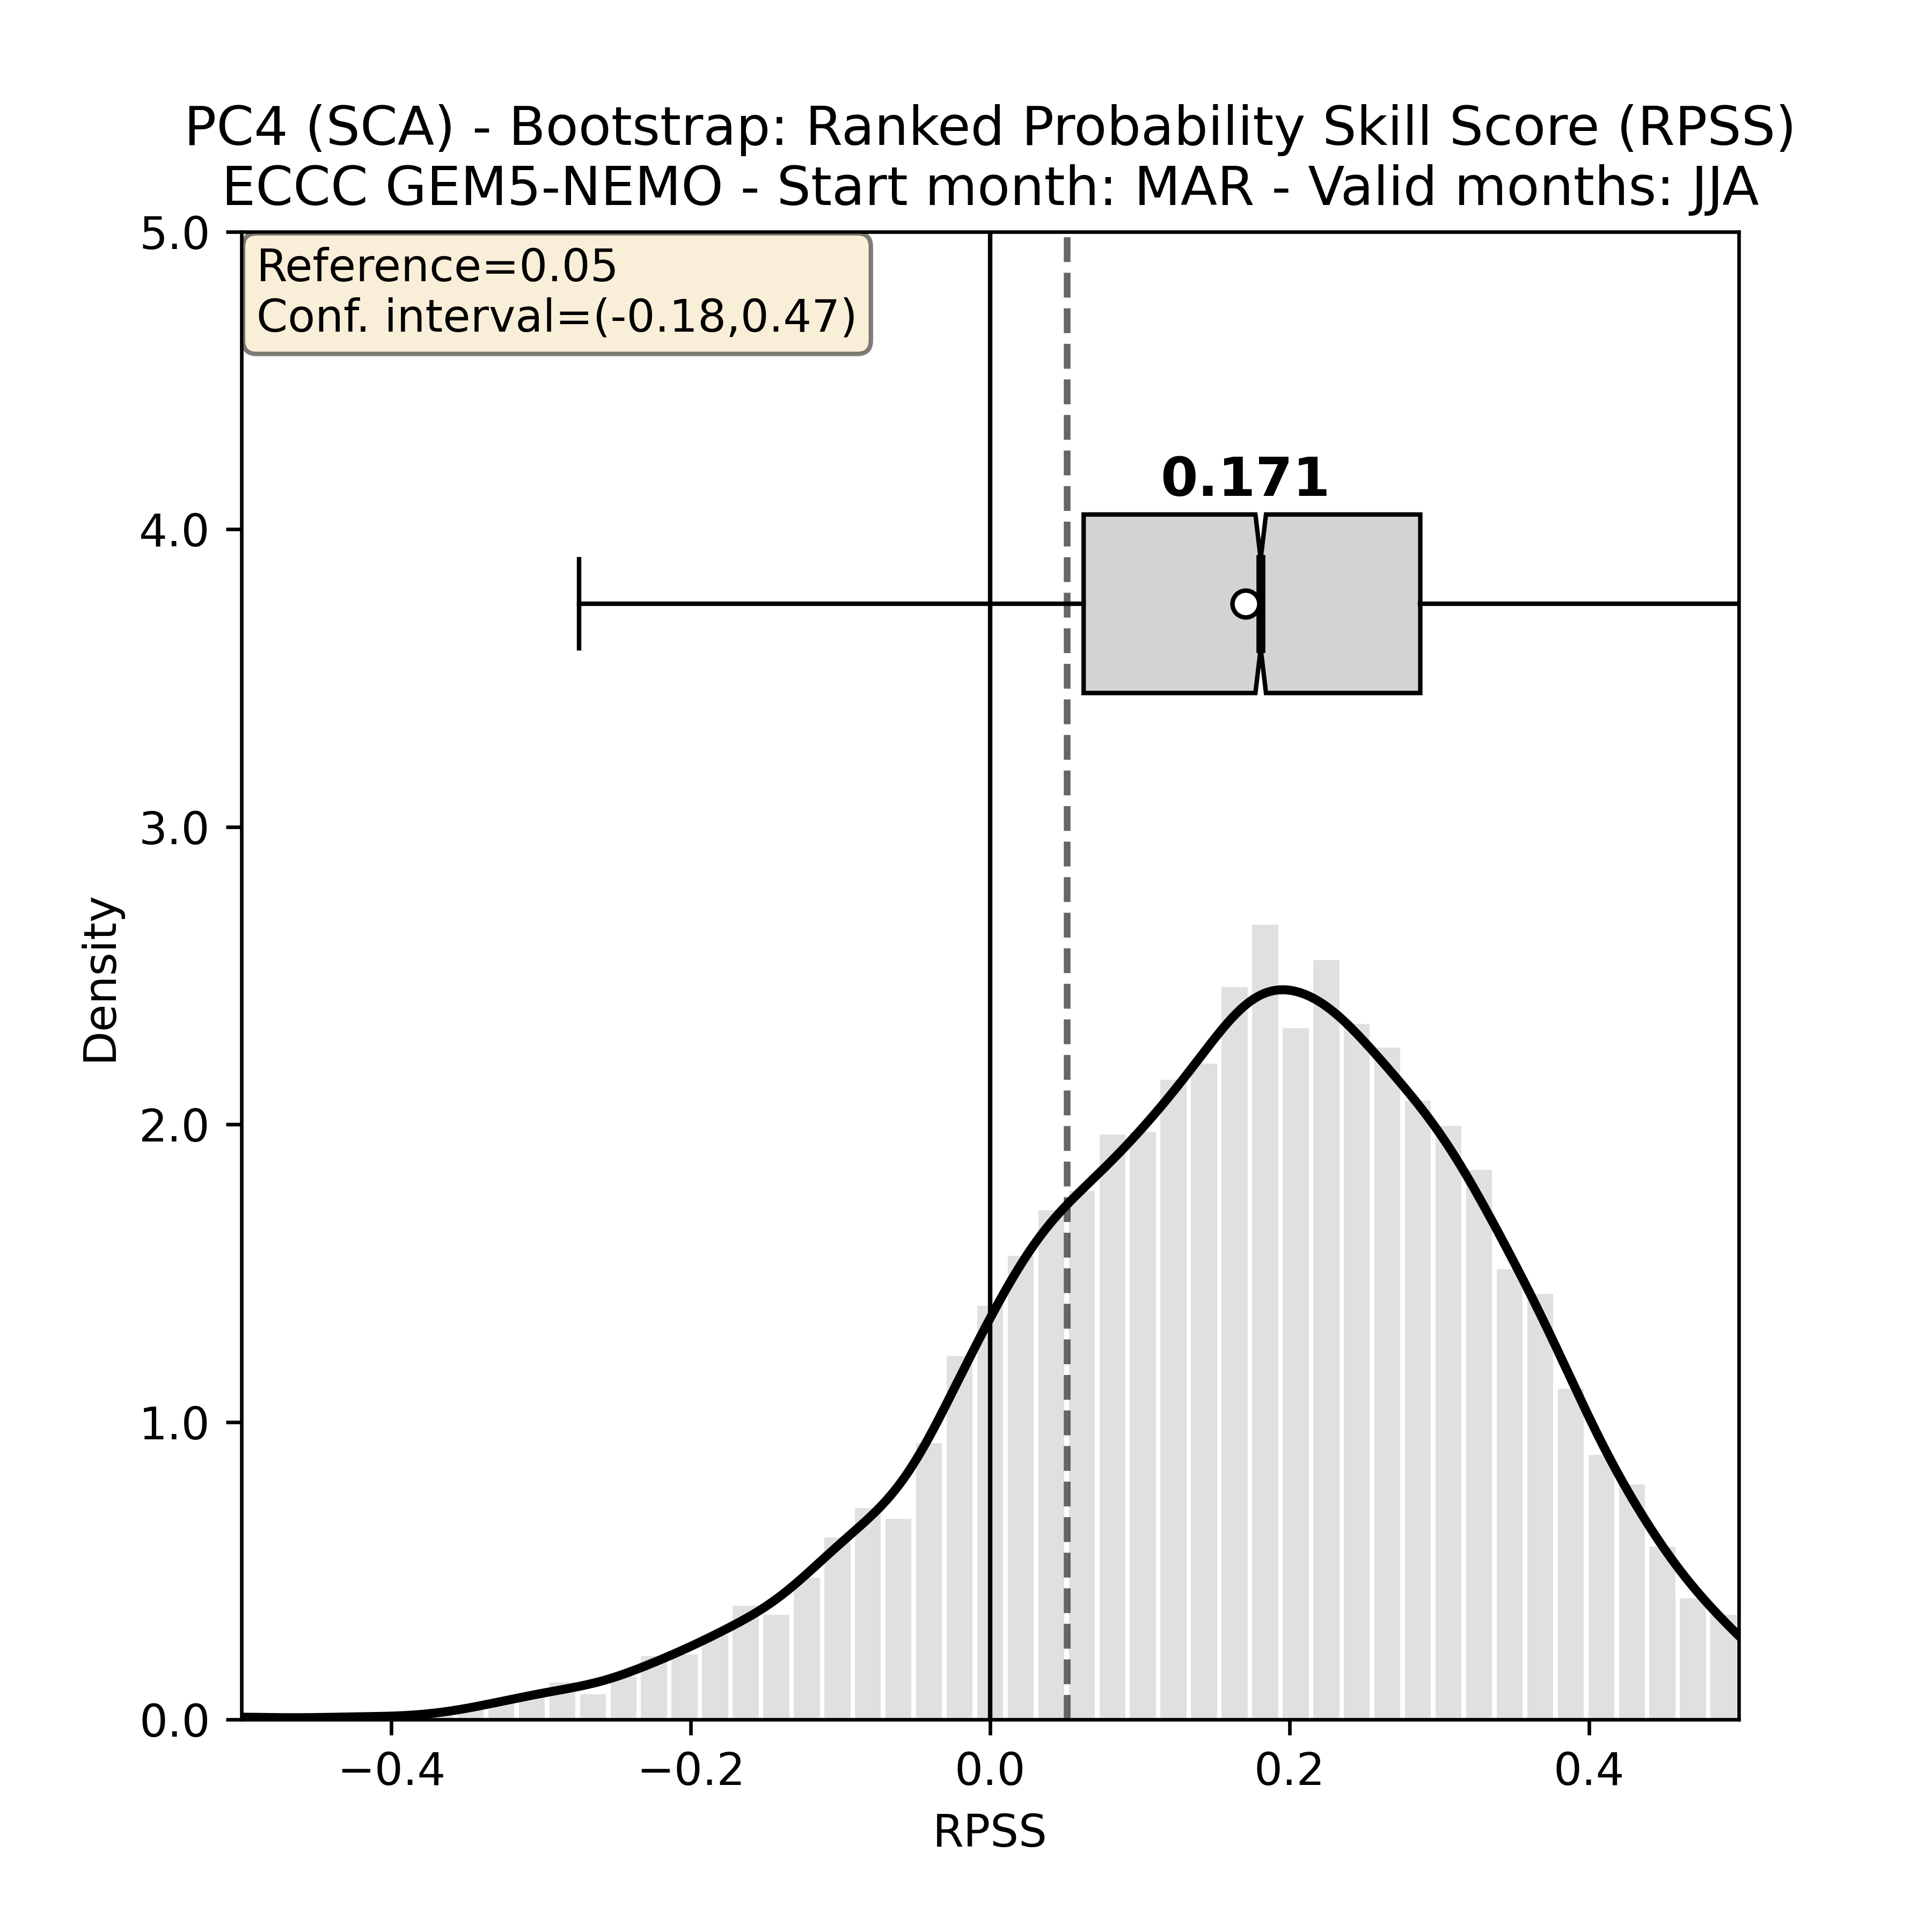 PC4 (SCA) - Bootstrap: Ranked Probability Skill Score (RPSS)
ECCC GEM5-NEMO - Start month: MAR - Valid months: JJA
Reference=0.05
Conf. interval=(-0.18,0.47)
0.171
5.0
4.0
3.0
2.0
1.0
0.0
Density
−0.4
−0.2
0.0
0.2
0.4
RPSS